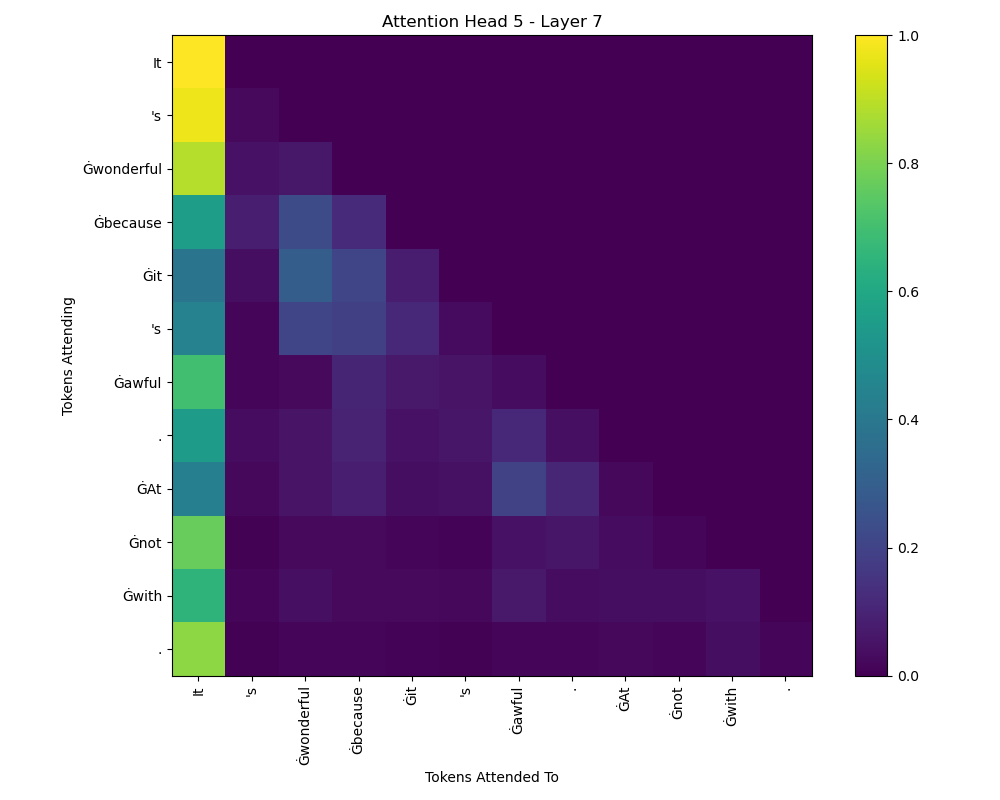 Attention Head 5 - Layer 7
It
's
Ġwonderful
Ġbecause
Ġit
's
Ġawful
.
ĠAt
Ġnot
Ġwith
.
Tokens Attending
It
's
Ġwonderful
Ġbecause
Ġit
's
Ġawful
.
ĠAt
Ġnot
Ġwith
.
Tokens Attended To
1.0
0.8
0.6
0.4
0.2
0.0